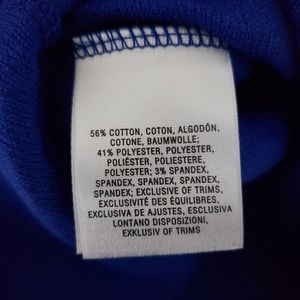 56% COTTON, COTON, ALGODÓN,
COTONE, BAUMWOLLE;
41% POLYESTER, POLYESTER,
POLIÉSTER, POLIESTERE,
POLYESTER; 3% SPANDEX,
SPANDEX, SPANDEX, SPANDEX,
SPANDEX; EXCLUSIVE OF TRIMS,
EXCLUSIVITÉ DES ÉQUILIBRES,
EXCLUSIVA DE AJUSTES, ESCLUSIVA
LONTANO DISPOSIZIONI,
EXKLUSIV OF TRIMS